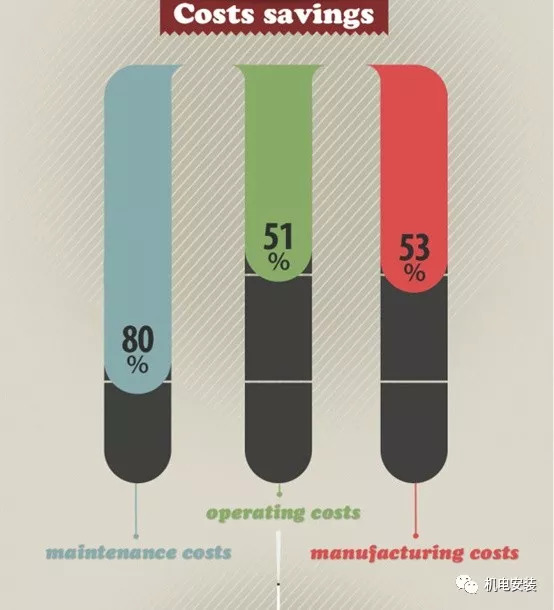 Costs savings
51
%
53
%
80
%
operating costs
maintenance costs
manufacturing costs
机电安装